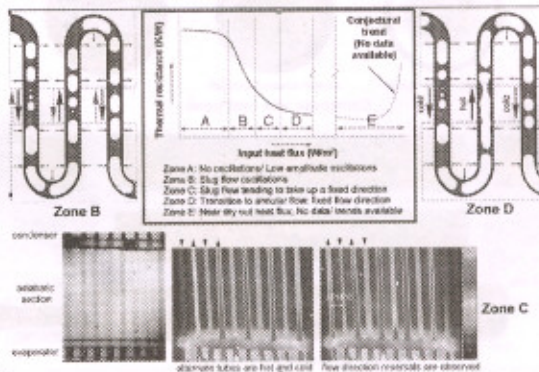 Conjectural
trend
(No data
available)
Thermal resistance (K/W)
A B C D E
Input heat flux (W/m²)
Zone A: No oscillations/ Low amplitude oscillations
Zone B: Slug flow oscillations
Zone C: Slug flow tending to take up a fixed direction
Zone D: Transition to annular flow; fixed flow direction
Zone E: Near dry out heat flux; No data/ trends available
Zone B
cold
hot
cold
Zone D
condenser
adiabatic
section
evaporator
Zone C
alternate tubes are hot and cold
flow direction reversals are observed